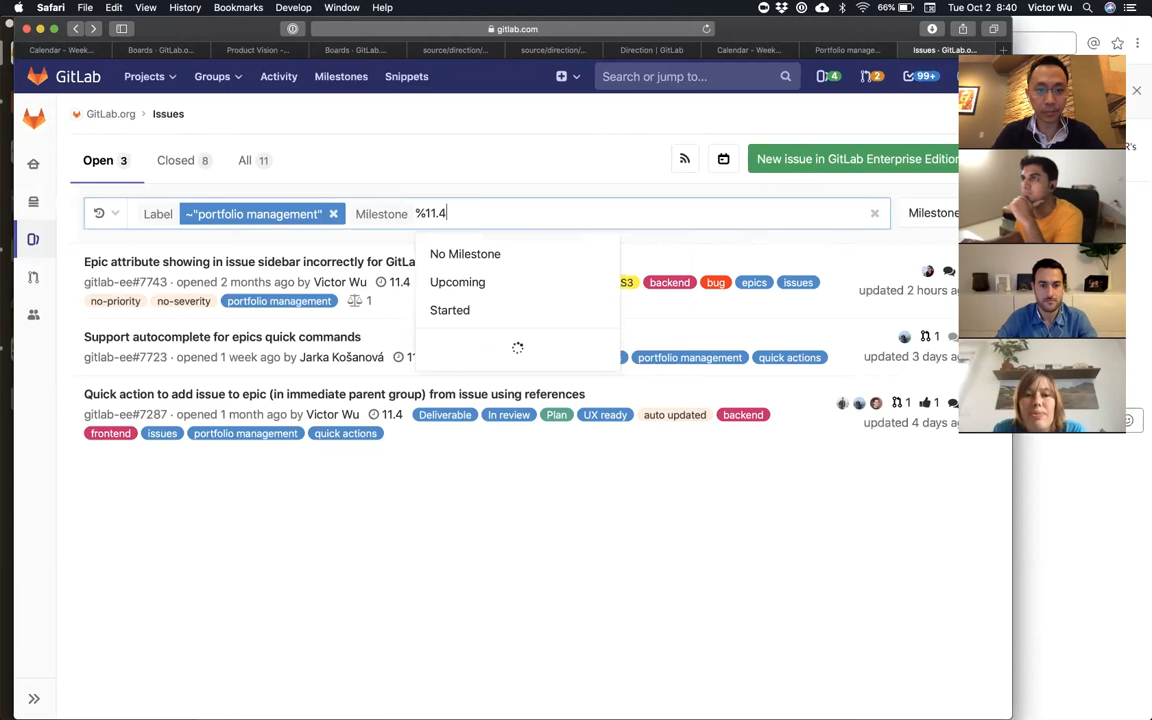 Safari File Edit View History Bookmarks Develop Window Help 66% Tue Oct 2 8:40 Victor Wu
gitlab.com
Calendar – Week... Boards · GitLab.o... Product Vision -... Boards · GitLab.... source/direction/... source/direction/... Direction | GitLab Calendar – Week... Portfolio manage... Issues · GitLab.o...
GitLab Projects Groups Activity Milestones Snippets Search or jump to... 4 2 99+
GitLab.org > Issues
R's
Open 3 Closed 8 All 11 New issue in GitLab Enterprise Edition
Label ~"portfolio management" Milestone %11.4 Milestone
No Milestone
Upcoming
Started
Epic attribute showing in issue sidebar incorrectly for GitLa
gitlab-ee#7743 · opened 2 months ago by Victor Wu 11.4 S3 backend bug epics issues updated 2 hours
no-priority no-severity portfolio management 1
Support autocomplete for epics quick commands 1
gitlab-ee#7723 · opened 1 week ago by Jarka Košanová portfolio management quick actions updated 3 days
Quick action to add issue to epic (in immediate parent group) from issue using references 1 1
gitlab-ee#7287 · opened 1 month ago by Victor Wu 11.4 Deliverable In review Plan UX ready auto updated backend updated 4 days
frontend issues portfolio management quick actions